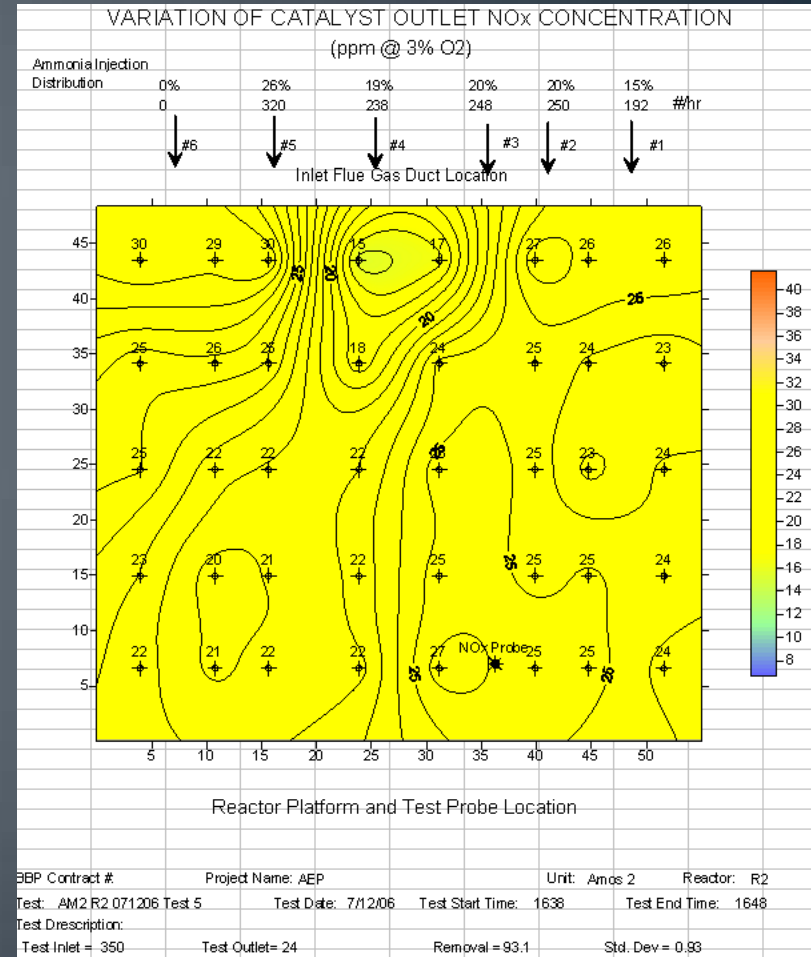 VARIATION OF CATALYST OUTLET NOx CONCENTRATION
(ppm @ 3% O2)
Ammonia Injection
Distribution 0% 26% 19% 20% 20% 15%
0 320 238 248 250 192 #/hr
#6 #5 #4 #3 #2 #1
Inlet Flue Gas Duct Location
45 30 29 30 15 17 27 26 26
25 20
40 26 40
20 38
36
35 25 26 25 18 24 25 24 23
34
32
30 30
28
25 25 22 22 22 25 23 24
26
24
22
20 20
25 18
15 23 20 21 22 25 25 25 24
16
14
12
10 10
NOx Probe
22 21 22 22 27 25 25 24
8
5 25 25
5 10 15 20 25 30 35 40 45 50
Reactor Platform and Test Probe Location
BBP Contract #: Project Name: AEP Unit: Amos 2 Reactor: R2
Test: AM2 R2 071206 Test 5 Test Date: 7/12/06 Test Start Time: 1638 Test End Time: 1648
Test Drescription:
Test Inlet = 350 Test Outlet= 24 Removal = 93.1 Std. Dev = 0.93